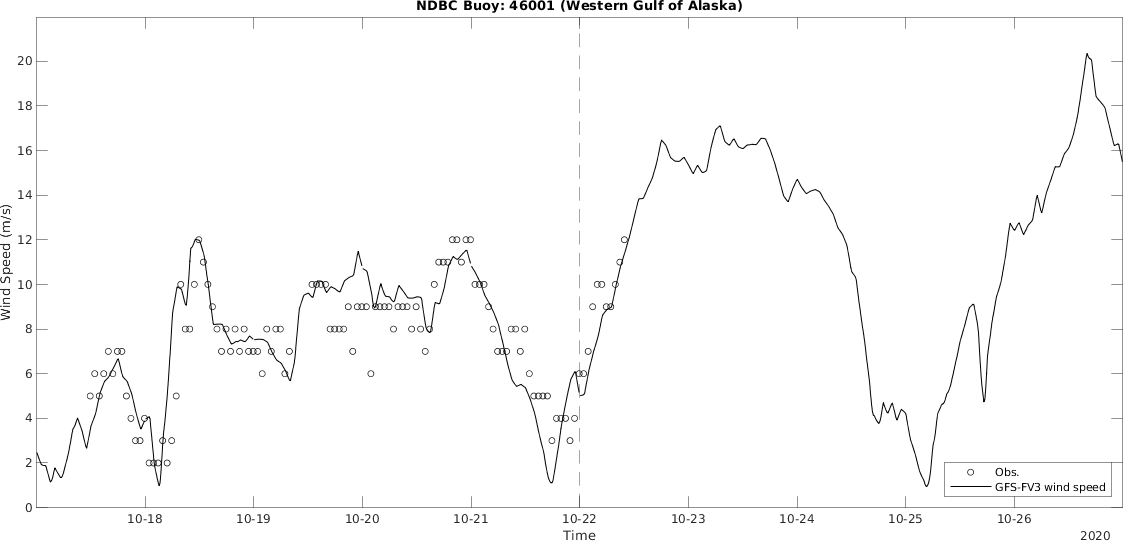 NDBC Buoy: 46001 (Western Gulf of Alaska)
Wind Speed (m/s)
20
18
16
14
12
10
8
6
4
2
0
Obs.
GFS-FV3 wind speed
10-18 10-19 10-20 10-21 10-22 10-23 10-24 10-25 10-26
Time
2020